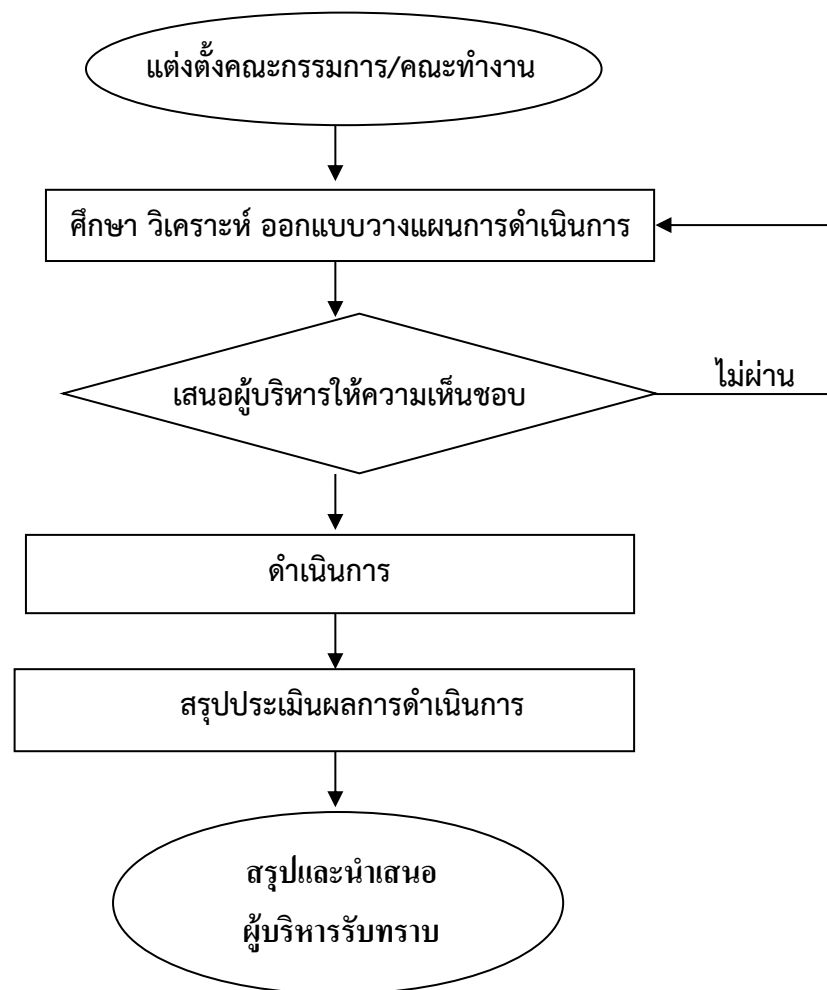 แต่งตั้งคณะกรรมการ/คณะทำงาน
ศึกษา วิเคราะห์ ออกแบบวางแผนการดำเนินการ
เสนอผู้บริหารให้ความเห็นชอบ
ไม่ผ่าน
ดำเนินการ
สรุปประเมินผลการดำเนินการ
สรุปและนำเสนอ
ผู้บริหารรับทราบ